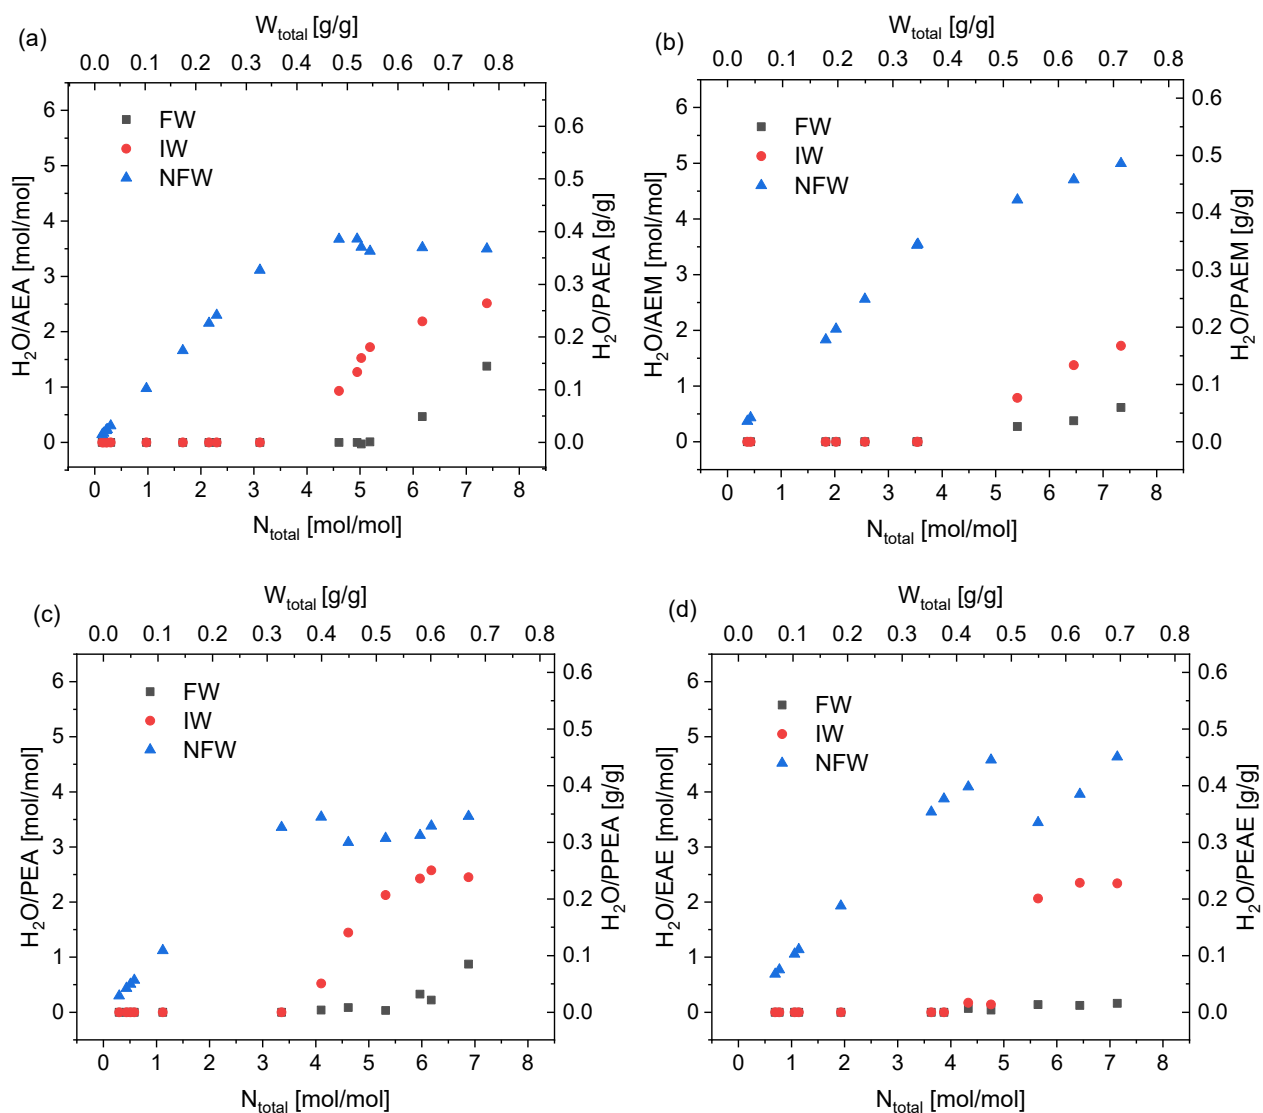 (a)
W_total [g/g]
0.0 0.1 0.2 0.3 0.4 0.5 0.6 0.7 0.8
H₂O/AEA [mol/mol]
6
5
4
3
2
1
0
FW
IW
NFW
0.6
0.5
0.4
0.3
0.2
0.1
0.0
H₂O/PAEA [g/g]
0 1 2 3 4 5 6 7 8
N_total [mol/mol]
(b)
W_total [g/g]
0.0 0.1 0.2 0.3 0.4 0.5 0.6 0.7 0.8
H₂O/AEM [mol/mol]
6
5
4
3
2
1
0
FW
IW
NFW
0.6
0.5
0.4
0.3
0.2
0.1
0.0
H₂O/PAEM [g/g]
0 1 2 3 4 5 6 7 8
N_total [mol/mol]
(c)
W_total [g/g]
0.0 0.1 0.2 0.3 0.4 0.5 0.6 0.7 0.8
H₂O/PEA [mol/mol]
6
5
4
3
2
1
0
FW
IW
NFW
0.6
0.5
0.4
0.3
0.2
0.1
0.0
H₂O/PPEA [g/g]
0 1 2 3 4 5 6 7 8
N_total [mol/mol]
(d)
W_total [g/g]
0.0 0.1 0.2 0.3 0.4 0.5 0.6 0.7 0.8
H₂O/EAE [mol/mol]
6
5
4
3
2
1
0
FW
IW
NFW
0.6
0.5
0.4
0.3
0.2
0.1
0.0
H₂O/PEAE [g/g]
0 1 2 3 4 5 6 7 8
N_total [mol/mol]